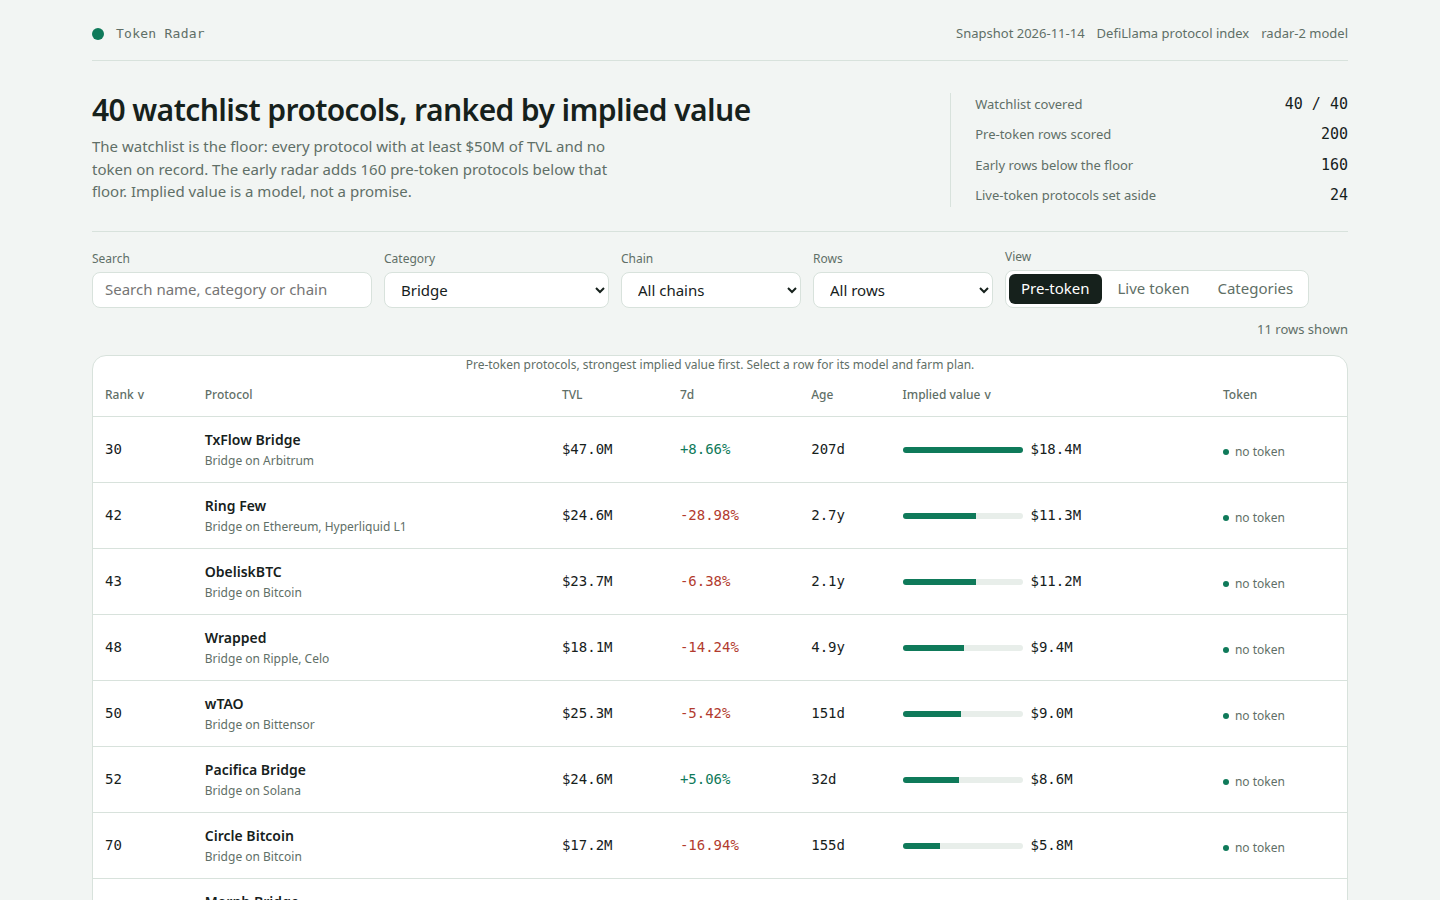 Token Radar
Snapshot 2026-11-14 DefiLlama protocol index radar-2 model
40 watchlist protocols, ranked by implied value
The watchlist is the floor: every protocol with at least $50M of TVL and no
token on record. The early radar adds 160 pre-token protocols below that
floor. Implied value is a model, not a promise.
Watchlist covered 40 / 40
Pre-token rows scored 200
Early rows below the floor 160
Live-token protocols set aside 24
Search Category Chain Rows View
Search name, category or chain Bridge All chains All rows Pre-token Live token Categories
11 rows shown
Pre-token protocols, strongest implied value first. Select a row for its model and farm plan.
Rank v Protocol TVL 7d Age Implied value v Token
30 TxFlow Bridge $47.0M +8.66% 207d $18.4M no token
Bridge on Arbitrum
42 Ring Few $24.6M -28.98% 2.7y $11.3M no token
Bridge on Ethereum, Hyperliquid L1
43 ObeliskBTC $23.7M -6.38% 2.1y $11.2M no token
Bridge on Bitcoin
48 Wrapped $18.1M -14.24% 4.9y $9.4M no token
Bridge on Ripple, Celo
50 wTAO $25.3M -5.42% 151d $9.0M no token
Bridge on Bittensor
52 Pacifica Bridge $24.6M +5.06% 32d $8.6M no token
Bridge on Solana
70 Circle Bitcoin $17.2M -16.94% 155d $5.8M no token
Bridge on Bitcoin